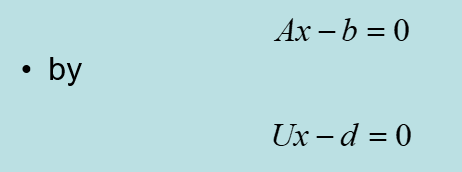 Ax − b = 0
• by
Ux − d = 0